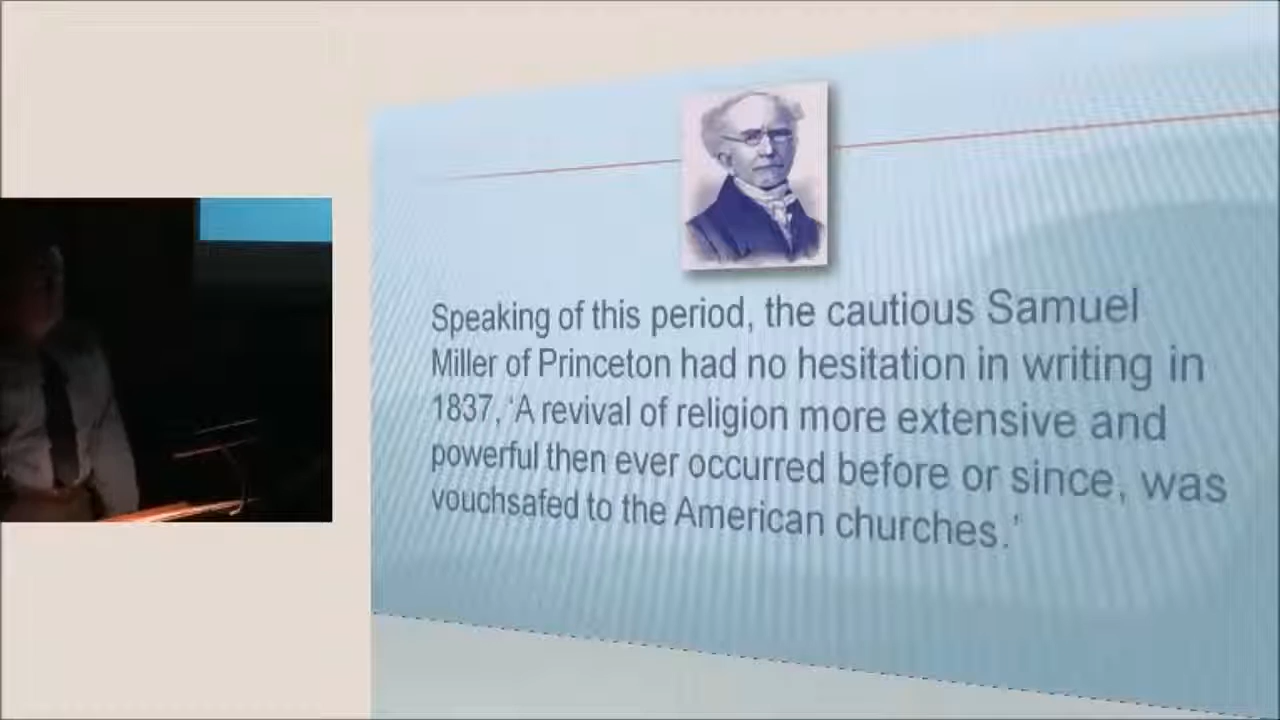 Speaking of this period, the cautious Samuel
Miller of Princeton had no hesitation in writing in
1837, ‘A revival of religion more extensive and
powerful then ever occurred before or since, was
vouchsafed to the American churches.’